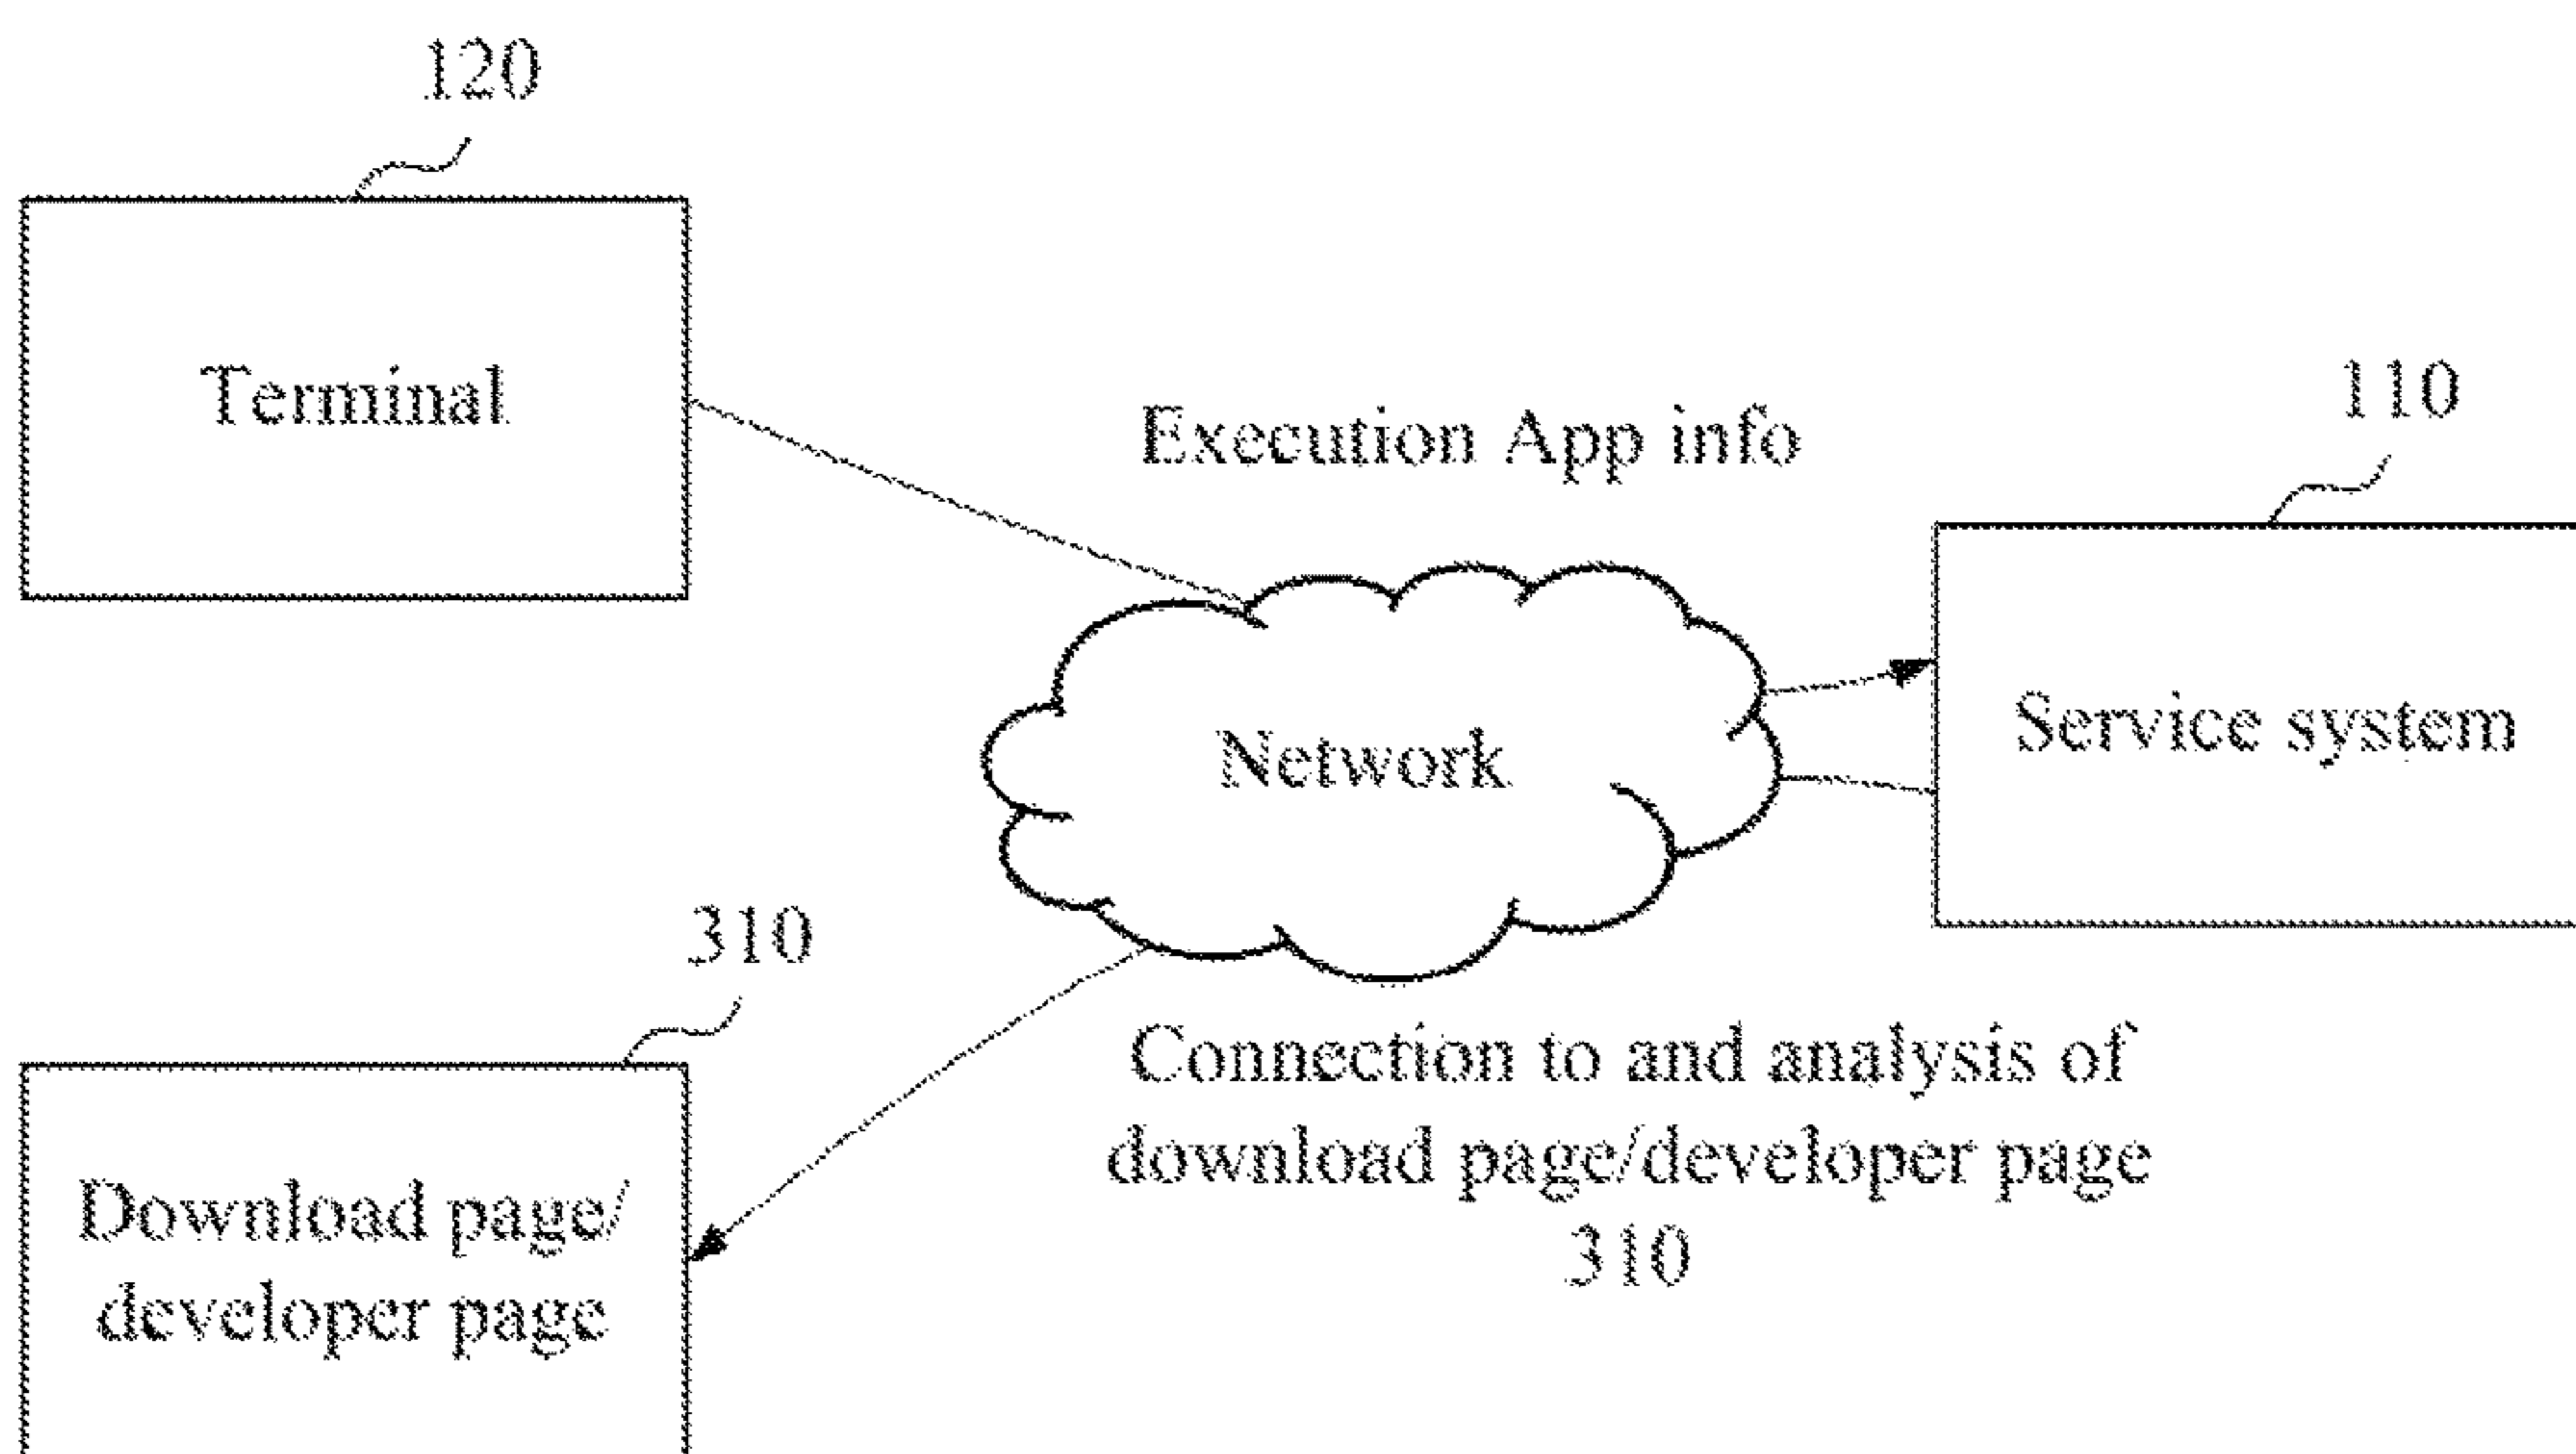 120
Terminal
Execution App info
110
Service system
Network
310
Download page/
developer page
Connection to and analysis of
download page/developer page
310